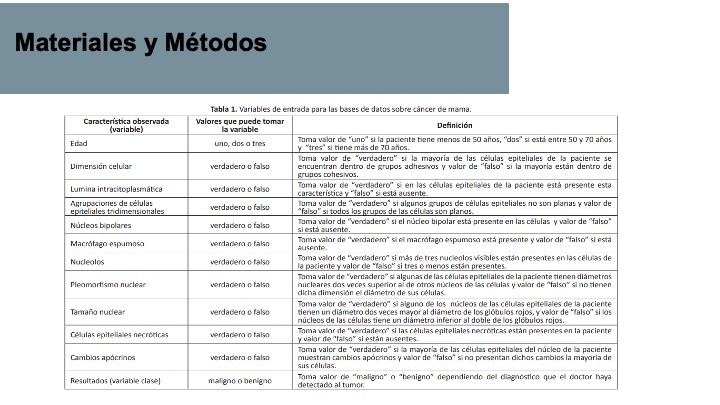 Materiales y Métodos
Tabla 1. Variables de entrada para las bases de datos sobre cáncer de mama.
Característica observada (variable)
Valores que puede tomar la variable
Definición
Edad
uno, dos o tres
Toma valor de "uno" si la paciente tiene menos de 50 años, "dos" si está entre 50 y 70 años
y "tres" si tiene más de 70 años.
Dimensión celular
verdadero o falso
Toma valor de "verdadero" si la mayoría de las células epiteliales de la paciente se
encuentran dentro de grupos adhesivos y valor de "falso" si la mayoría están dentro de
grupos cohesivos.
Lumina intracitoplasmática
verdadero o falso
Toma valor de "verdadero" si en las células epiteliales de la paciente está presente esta
característica y "falso" si está ausente.
Agrupaciones de células
epiteliales tridimensionales
verdadero o falso
Toma valor de "verdadero" si algunos grupos de células epiteliales no son planas y valor de
"falso" si todos los grupos de las células son planos.
Núcleos bipolares
verdadero o falso
Toma valor de "verdadero" si el núcleo bipolar está presente en las células y valor de "falso"
si está ausente.
Macrófago espumoso
verdadero o falso
Toma valor de "verdadero" si el macrófago espumoso está presente y valor de "falso" si está
ausente.
Nucleolos
verdadero o falso
Toma valor de "verdadero" si más de tres nucleolos visibles están presentes en las células de
la paciente y valor de "falso" si tres o menos están presentes.
Pleomorfismo nuclear
verdadero o falso
Toma valor de "verdadero" si algunas de las células epiteliales de la paciente tienen diámetros
nucleares dos veces superior al de otros núcleos de las células y valor de "falso" si no tienen
dicha dimensión el diámetro de sus células.
Tamaño nuclear
verdadero o falso
Toma valor de "verdadero" si alguno de los núcleos de las células epiteliales de la paciente
tienen un diámetro dos veces mayor al diámetro de los glóbulos rojos, y valor de "falso" si los
núcleos de las células tiene un diámetro inferior al doble de los glóbulos rojos.
Células epiteliales necróticas
verdadero o falso
Toma valor de "verdadero" si las células epiteliales necróticas están presentes en la paciente
y valor de "falso" si están ausentes.
Cambios apócrinos
verdadero o falso
Toma valor de "verdadero" si la mayoría de las células epiteliales del núcleo de la paciente
muestran cambios apócrinos y valor de "falso" si no presentan dichos cambios la mayoría de
sus células.
Resultados (variable clase)
maligno o benigno
Toma valor de "maligno" o "benigno" dependiendo del diagnóstico que el doctor haya
detectado al tumor.